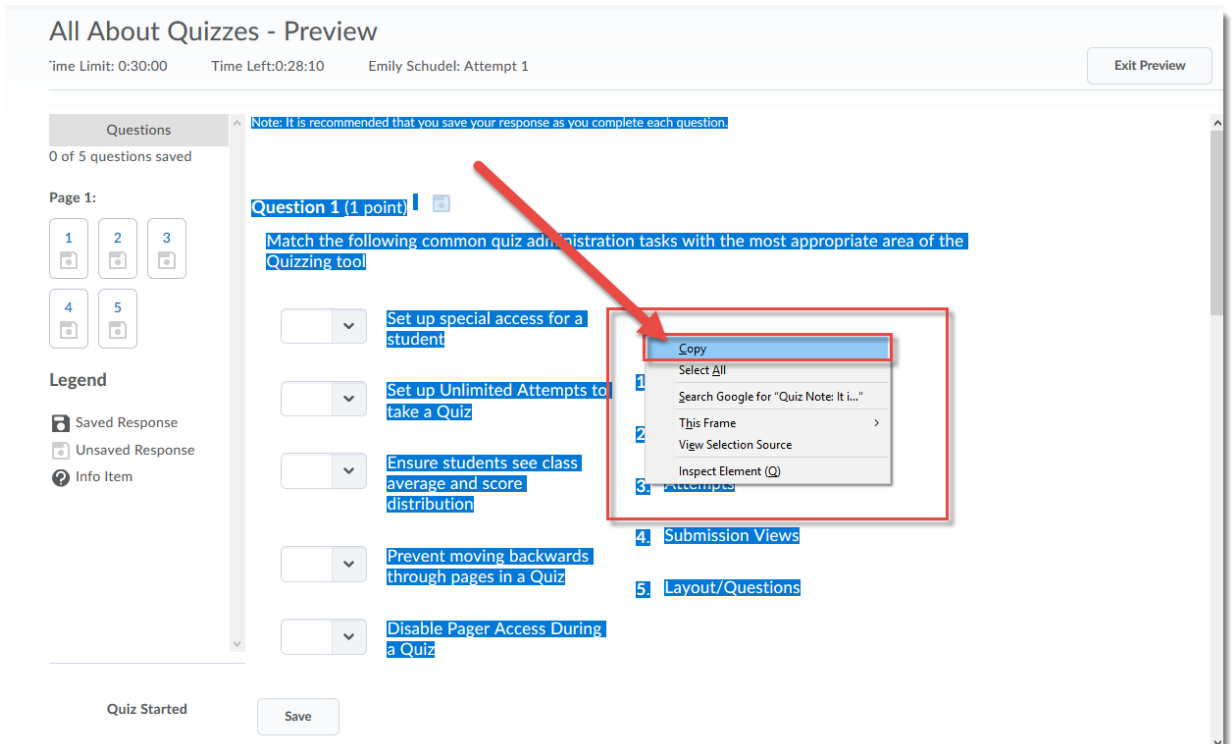 All About Quizzes - Preview
Time Limit: 0:30:00 Time Left:0:28:10 Emily Schudel: Attempt 1
Exit Preview
Questions
0 of 5 questions saved
Page 1:
1 2 3
4 5
Legend
Saved Response
Unsaved Response
Info Item
Quiz Started
Note: It is recommended that you save your response as you complete each question.
Question 1 (1 point)
Match the following common quiz administration tasks with the most appropriate area of the
Quizzing tool
Set up special access for a
student
Set up Unlimited Attempts to
take a Quiz
Ensure students see class
average and score
distribution
Prevent moving backwards
through pages in a Quiz
Disable Pager Access During
a Quiz
Copy
Select All
Search Google for “Quiz Note: It i...”
This Frame
View Selection Source
Inspect Element (Q)
1
2
3. Attempts
4. Submission Views
5. Layout/Questions
Save